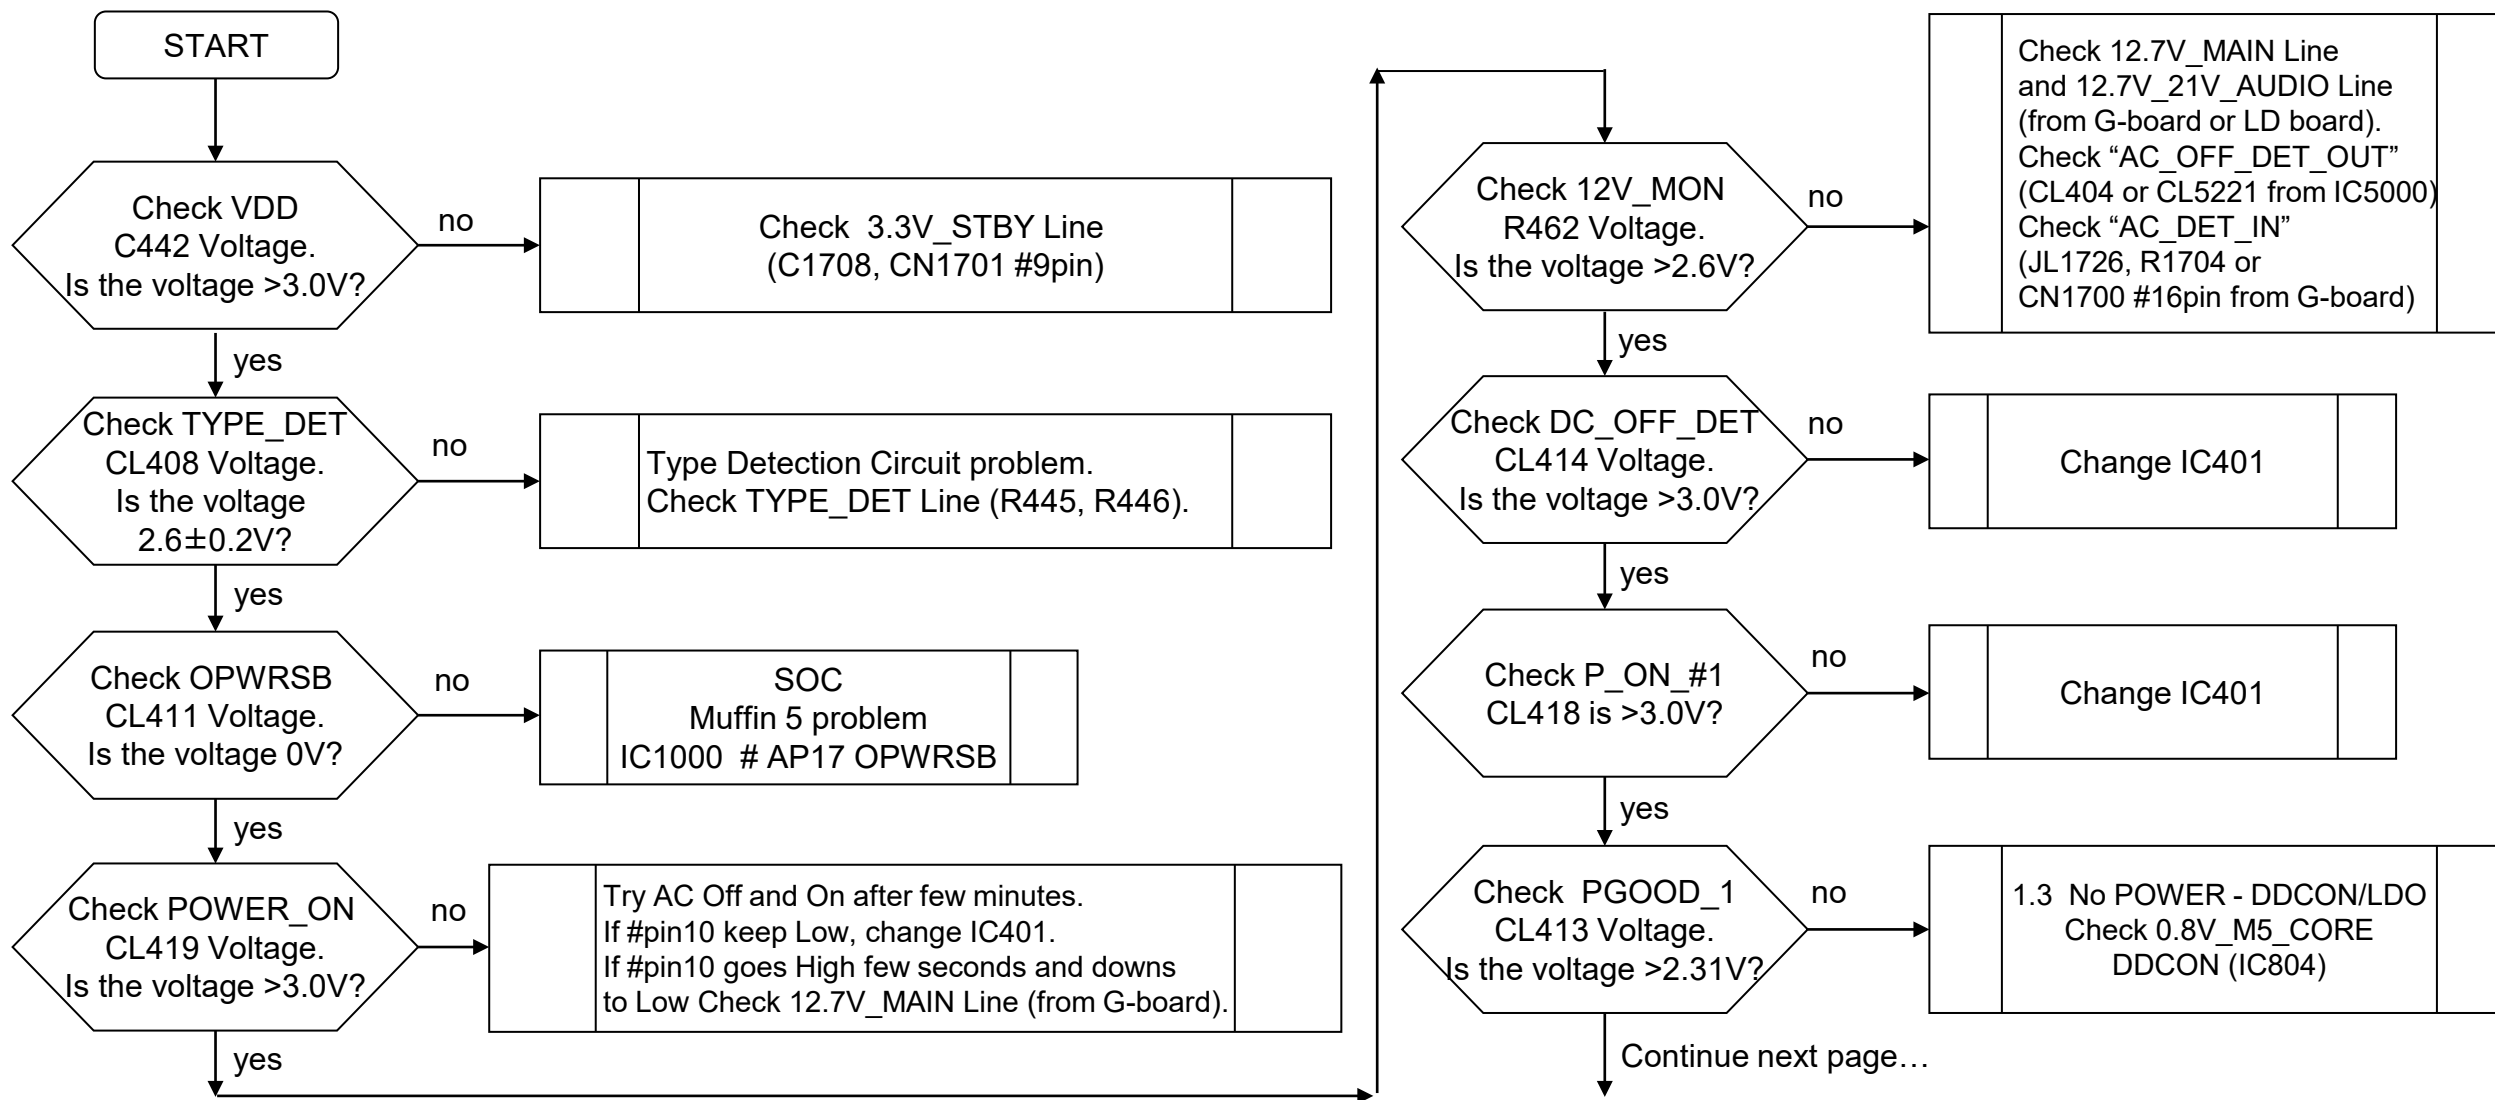 START
Check VDD
C442 Voltage.
Is the voltage >3.0V?
no
Check 3.3V_STBY Line
(C1708, CN1701 #9pin)
yes
Check TYPE_DET
CL408 Voltage.
Is the voltage
2.6±0.2V?
no
Type Detection Circuit problem.
Check TYPE_DET Line (R445, R446).
yes
Check OPWRSB
CL411 Voltage.
Is the voltage 0V?
no
SOC
Muffin 5 problem
IC1000 # AP17 OPWRSB
yes
Check POWER_ON
CL419 Voltage.
Is the voltage >3.0V?
no
Try AC Off and On after few minutes.
If #pin10 keep Low, change IC401.
If #pin10 goes High few seconds and downs
to Low Check 12.7V_MAIN Line (from G-board).
yes
Check 12V_MON
R462 Voltage.
Is the voltage >2.6V?
no
Check 12.7V_MAIN Line
and 12.7V_21V_AUDIO Line
(from G-board or LD board).
Check “AC_OFF_DET_OUT”
(CL404 or CL5221 from IC5000)
Check “AC_DET_IN”
(JL1726, R1704 or
CN1700 #16pin from G-board)
yes
Check DC_OFF_DET
CL414 Voltage.
Is the voltage >3.0V?
no
Change IC401
yes
Check P_ON_#1
CL418 is >3.0V?
no
Change IC401
yes
Check PGOOD_1
CL413 Voltage.
Is the voltage >2.31V?
no
1.3 No POWER - DDCON/LDO
Check 0.8V_M5_CORE
DDCON (IC804)
Continue next page…